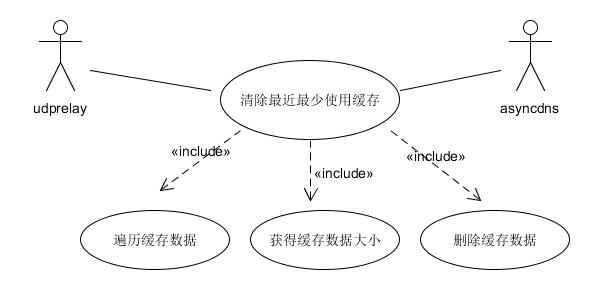 udprelay
asyncdns
清除最近最少使用缓存
«include»
«include»
«include»
遍历缓存数据
获得缓存数据大小
删除缓存数据